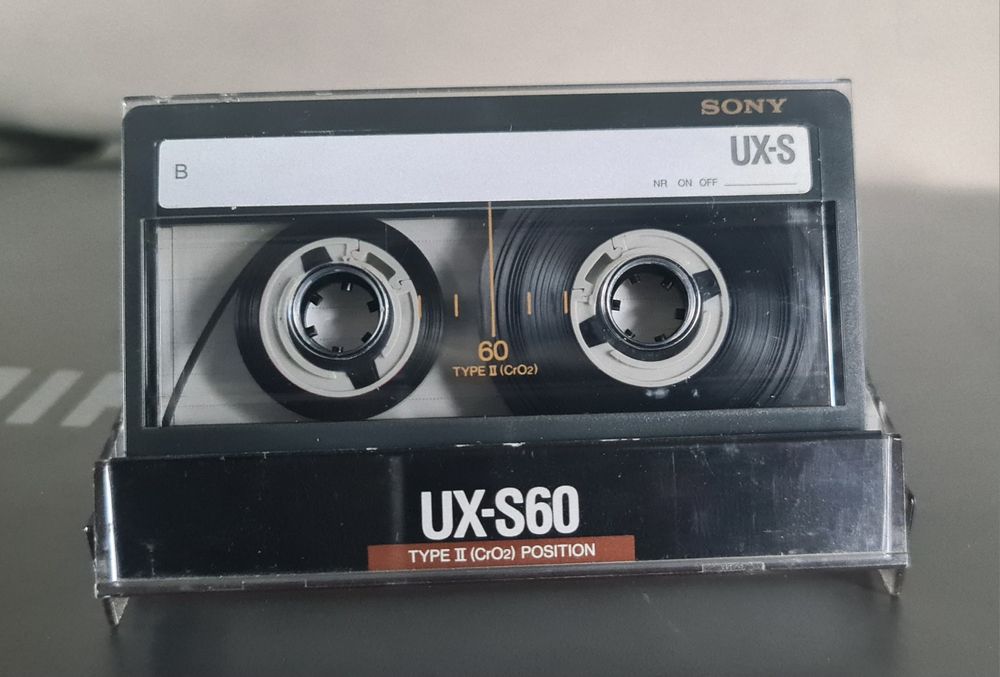 SONY
B
UX-S
NR ON OFF
60
TYPE II (CrO2)
UX-S60
TYPE II (CrO2) POSITION